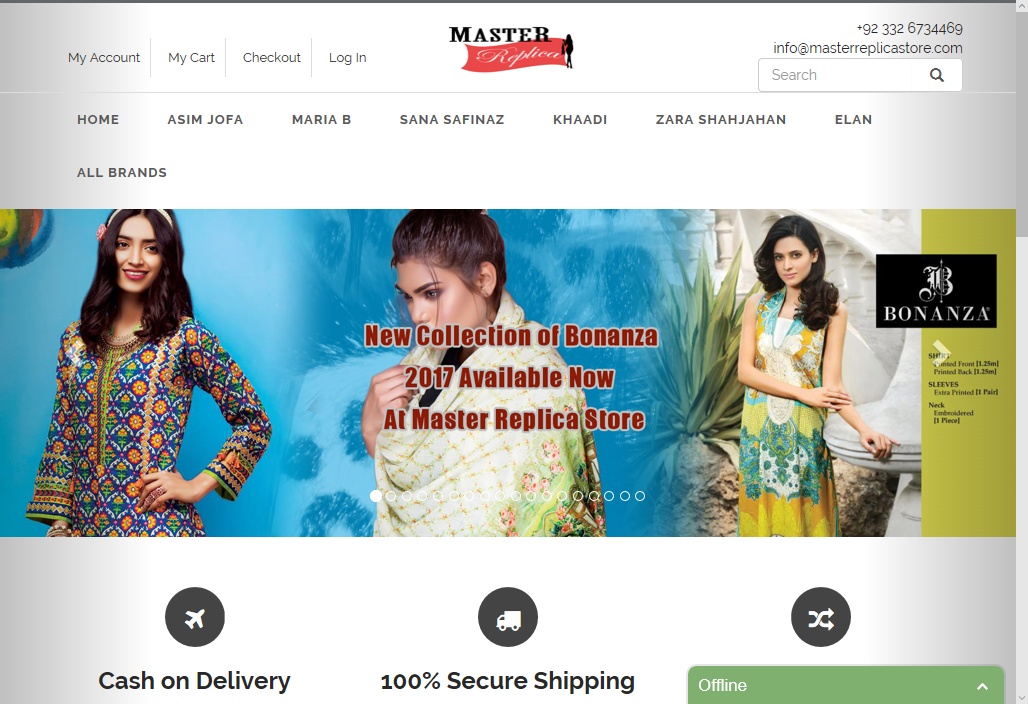 My Account
My Cart
Checkout
Log In
MASTER
Replica
+92 332 6734469
info@masterreplicastore.com
Search
HOME
ASIM JOFA
MARIA B
SANA SAFINAZ
KHAADI
ZARA SHAHJAHAN
ELAN
ALL BRANDS
New Collection of Bonanza
2017 Available Now
At Master Replica Store
B
BONANZA
SHIRT
Printed Front [1.25m]
Printed Back [1.25m]
SLEEVES
Extra Printed [1 Pair]
Neck
Embroidered
[1 Piece]
Cash on Delivery
100% Secure Shipping
Offline